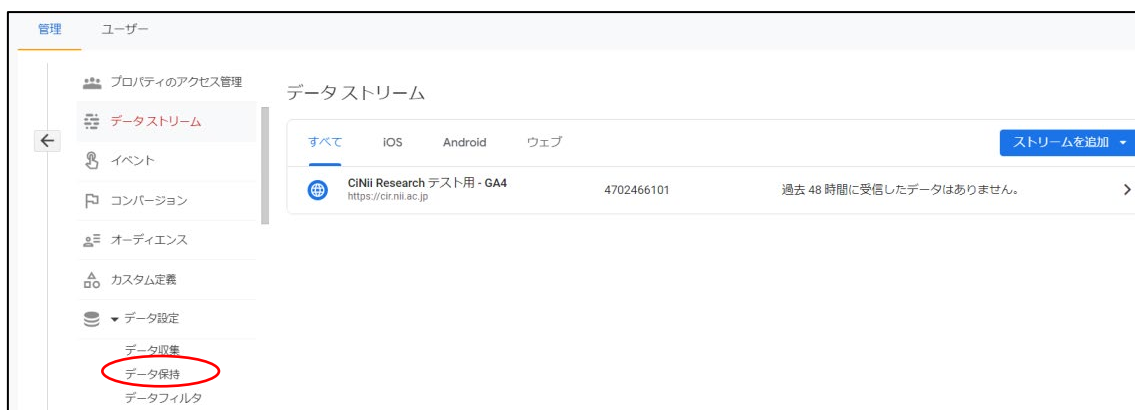 管理 ユーザー
プロパティのアクセス管理
データ ストリーム
イベント
コンバージョン
オーディエンス
カスタム定義
データ設定
データ収集
データ保持
データフィルタ
データ ストリーム
すべて iOS Android ウェブ
ストリームを追加
CiNii Research テスト用 - GA4
https://cir.nii.ac.jp
4702466101
過去 48 時間に受信したデータはありません。